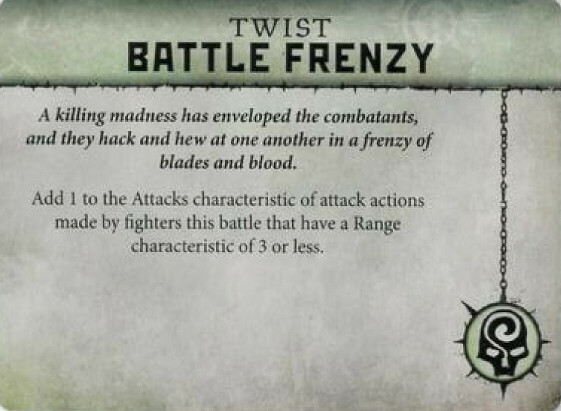 TWIST
BATTLE FRENZY
A killing madness has enveloped the combatants,
and they hack and hew at one another in a frenzy of
blades and blood.
Add 1 to the Attacks characteristic of attack actions
made by fighters this battle that have a Range
characteristic of 3 or less.